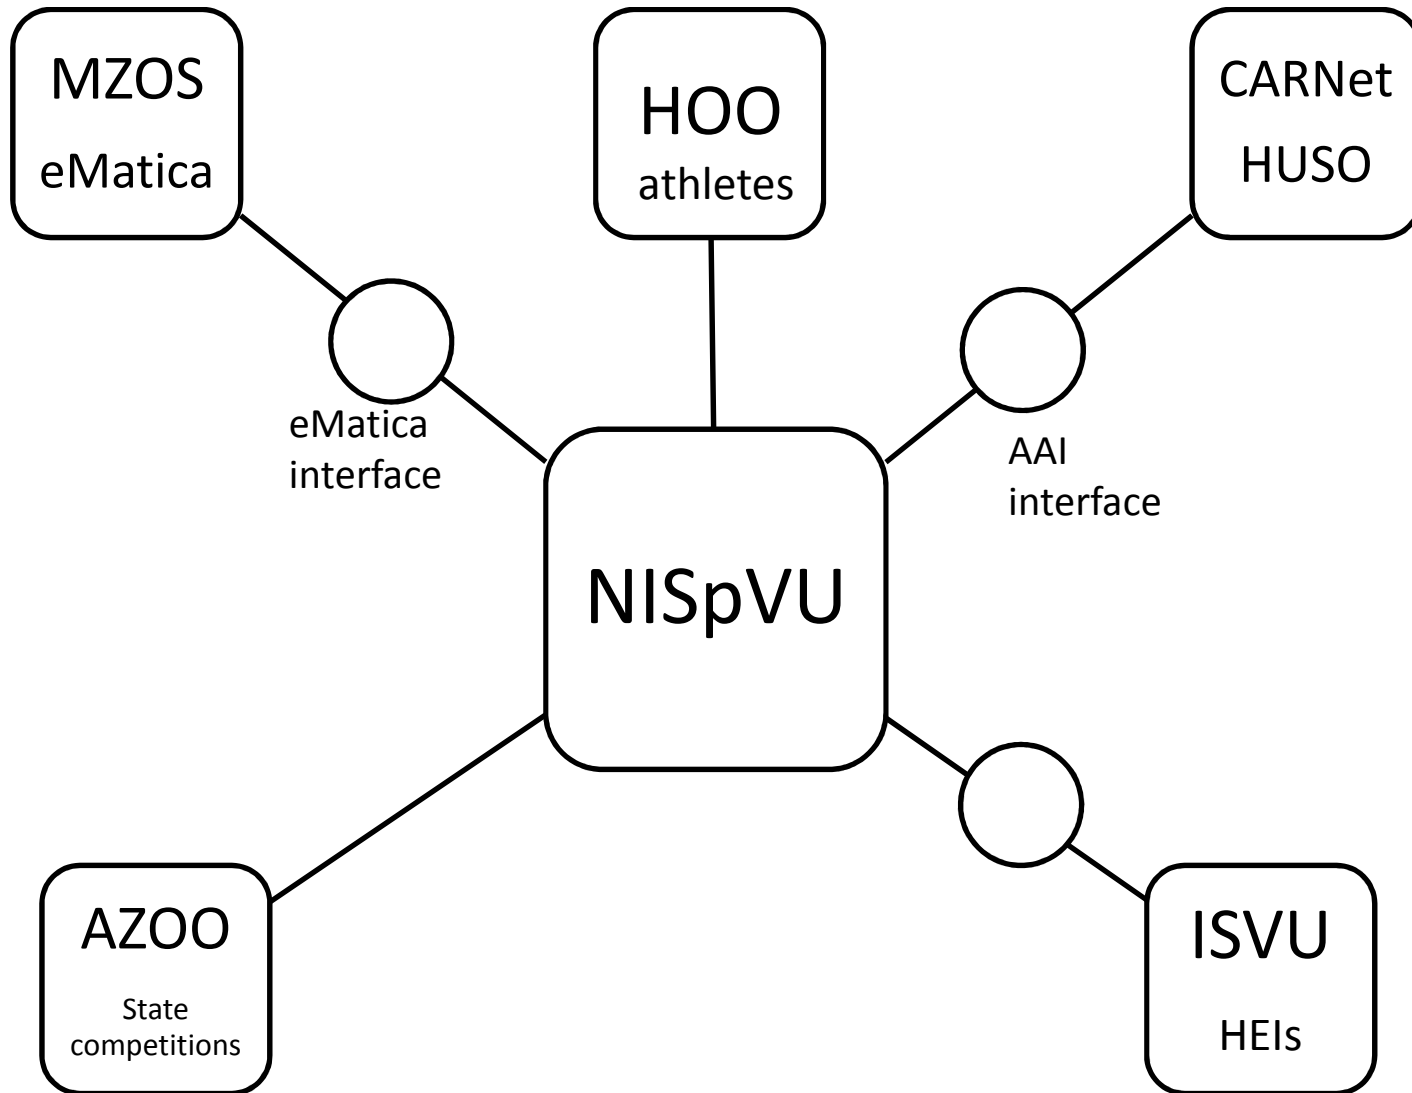 MZOS
eMatica
HOO
athletes
CARNet
HUSO
eMatica
interface
AAI
interface
NISpVU
AZOO
State
competitions
ISVU
HEIs